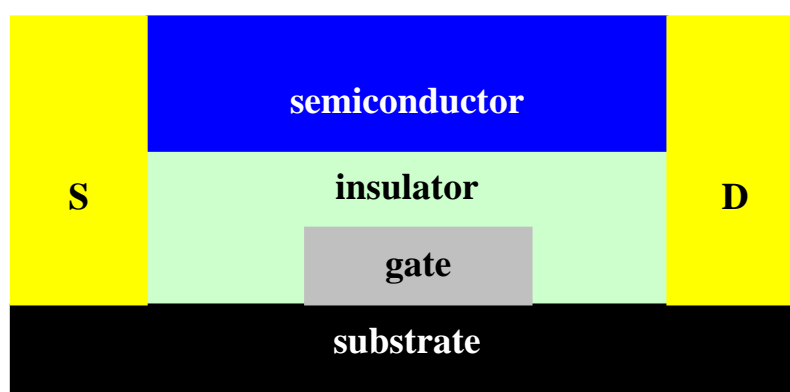 semiconductor
insulator
S
D
gate
substrate